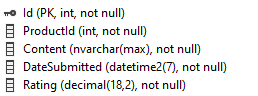 Id (PK, int, not null)
ProductId (int, not null)
Content (nvarchar(max), not null)
DateSubmitted (datetime2(7), not null)
Rating (decimal(18,2), not null)